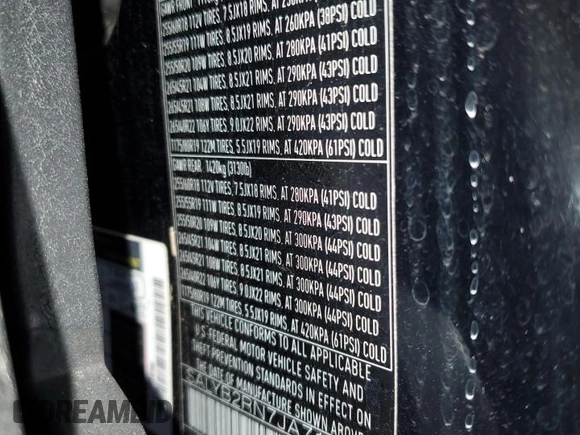 255/60R18 112V TIRES, 7.5JX18 RIMS, AT
255/55R19 111W TIRES, 8.5JX19 RIMS, AT 260KPA (38PSI) COLD
255/50R20 109W TIRES, 8.5JX20 RIMS, AT 280KPA (41PSI) COLD
265/45R21 104W TIRES, 8.5JX21 RIMS, AT 290KPA (43PSI) COLD
265/45R21 108W TIRES, 8.5JX21 RIMS, AT 290KPA (43PSI) COLD
265/40R22 106Y TIRES, 9.0JX22 RIMS, AT 290KPA (43PSI) COLD
T175/80R19 122M TIRES, 5.5JX19 RIMS, AT 420KPA (61PSI) COLD
GAWR REAR. 1420kg (3130lb)
255/60R18 112V TIRES, 7.5JX18 RIMS, AT 280KPA (41PSI) COLD
255/55R19 111W TIRES, 8.5JX19 RIMS, AT 290KPA (43PSI) COLD
255/50R20 109W TIRES, 8.5JX20 RIMS, AT 300KPA (44PSI) COLD
265/45R21 104W TIRES, 8.5JX21 RIMS, AT 300KPA (44PSI) COLD
265/45R21 108W TIRES, 8.5JX21 RIMS, AT 300KPA (44PSI) COLD
265/40R22 106Y TIRES, 9.0JX22 RIMS, AT 300KPA (44PSI) COLD
T175/80R19 122M TIRES, 5.5JX19 RIMS, AT 420KPA (61PSI) COLD
THIS VEHICLE CONFORMS TO ALL APPLICABLE
U.S. FEDERAL MOTOR VEHICLE SAFETY AND
THEFT PREVENTION STANDARDS IN EFFECT
ON THE DATE OF MANUFACTURE SHOWN
SALYB2RN7JA7